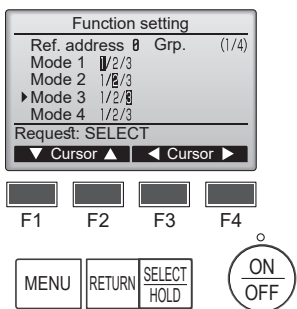 Function setting
Ref. address 0 Grp. (1/4)
Mode 1 1/2/3
Mode 2 1/2/3
▶Mode 3 1/2/3
Mode 4 1/2/3
Request: SELECT
▼ Cursor ▲ ◀ Cursor ▶
F1 F2 F3 F4
MENU RETURN SELECT HOLD ON OFF